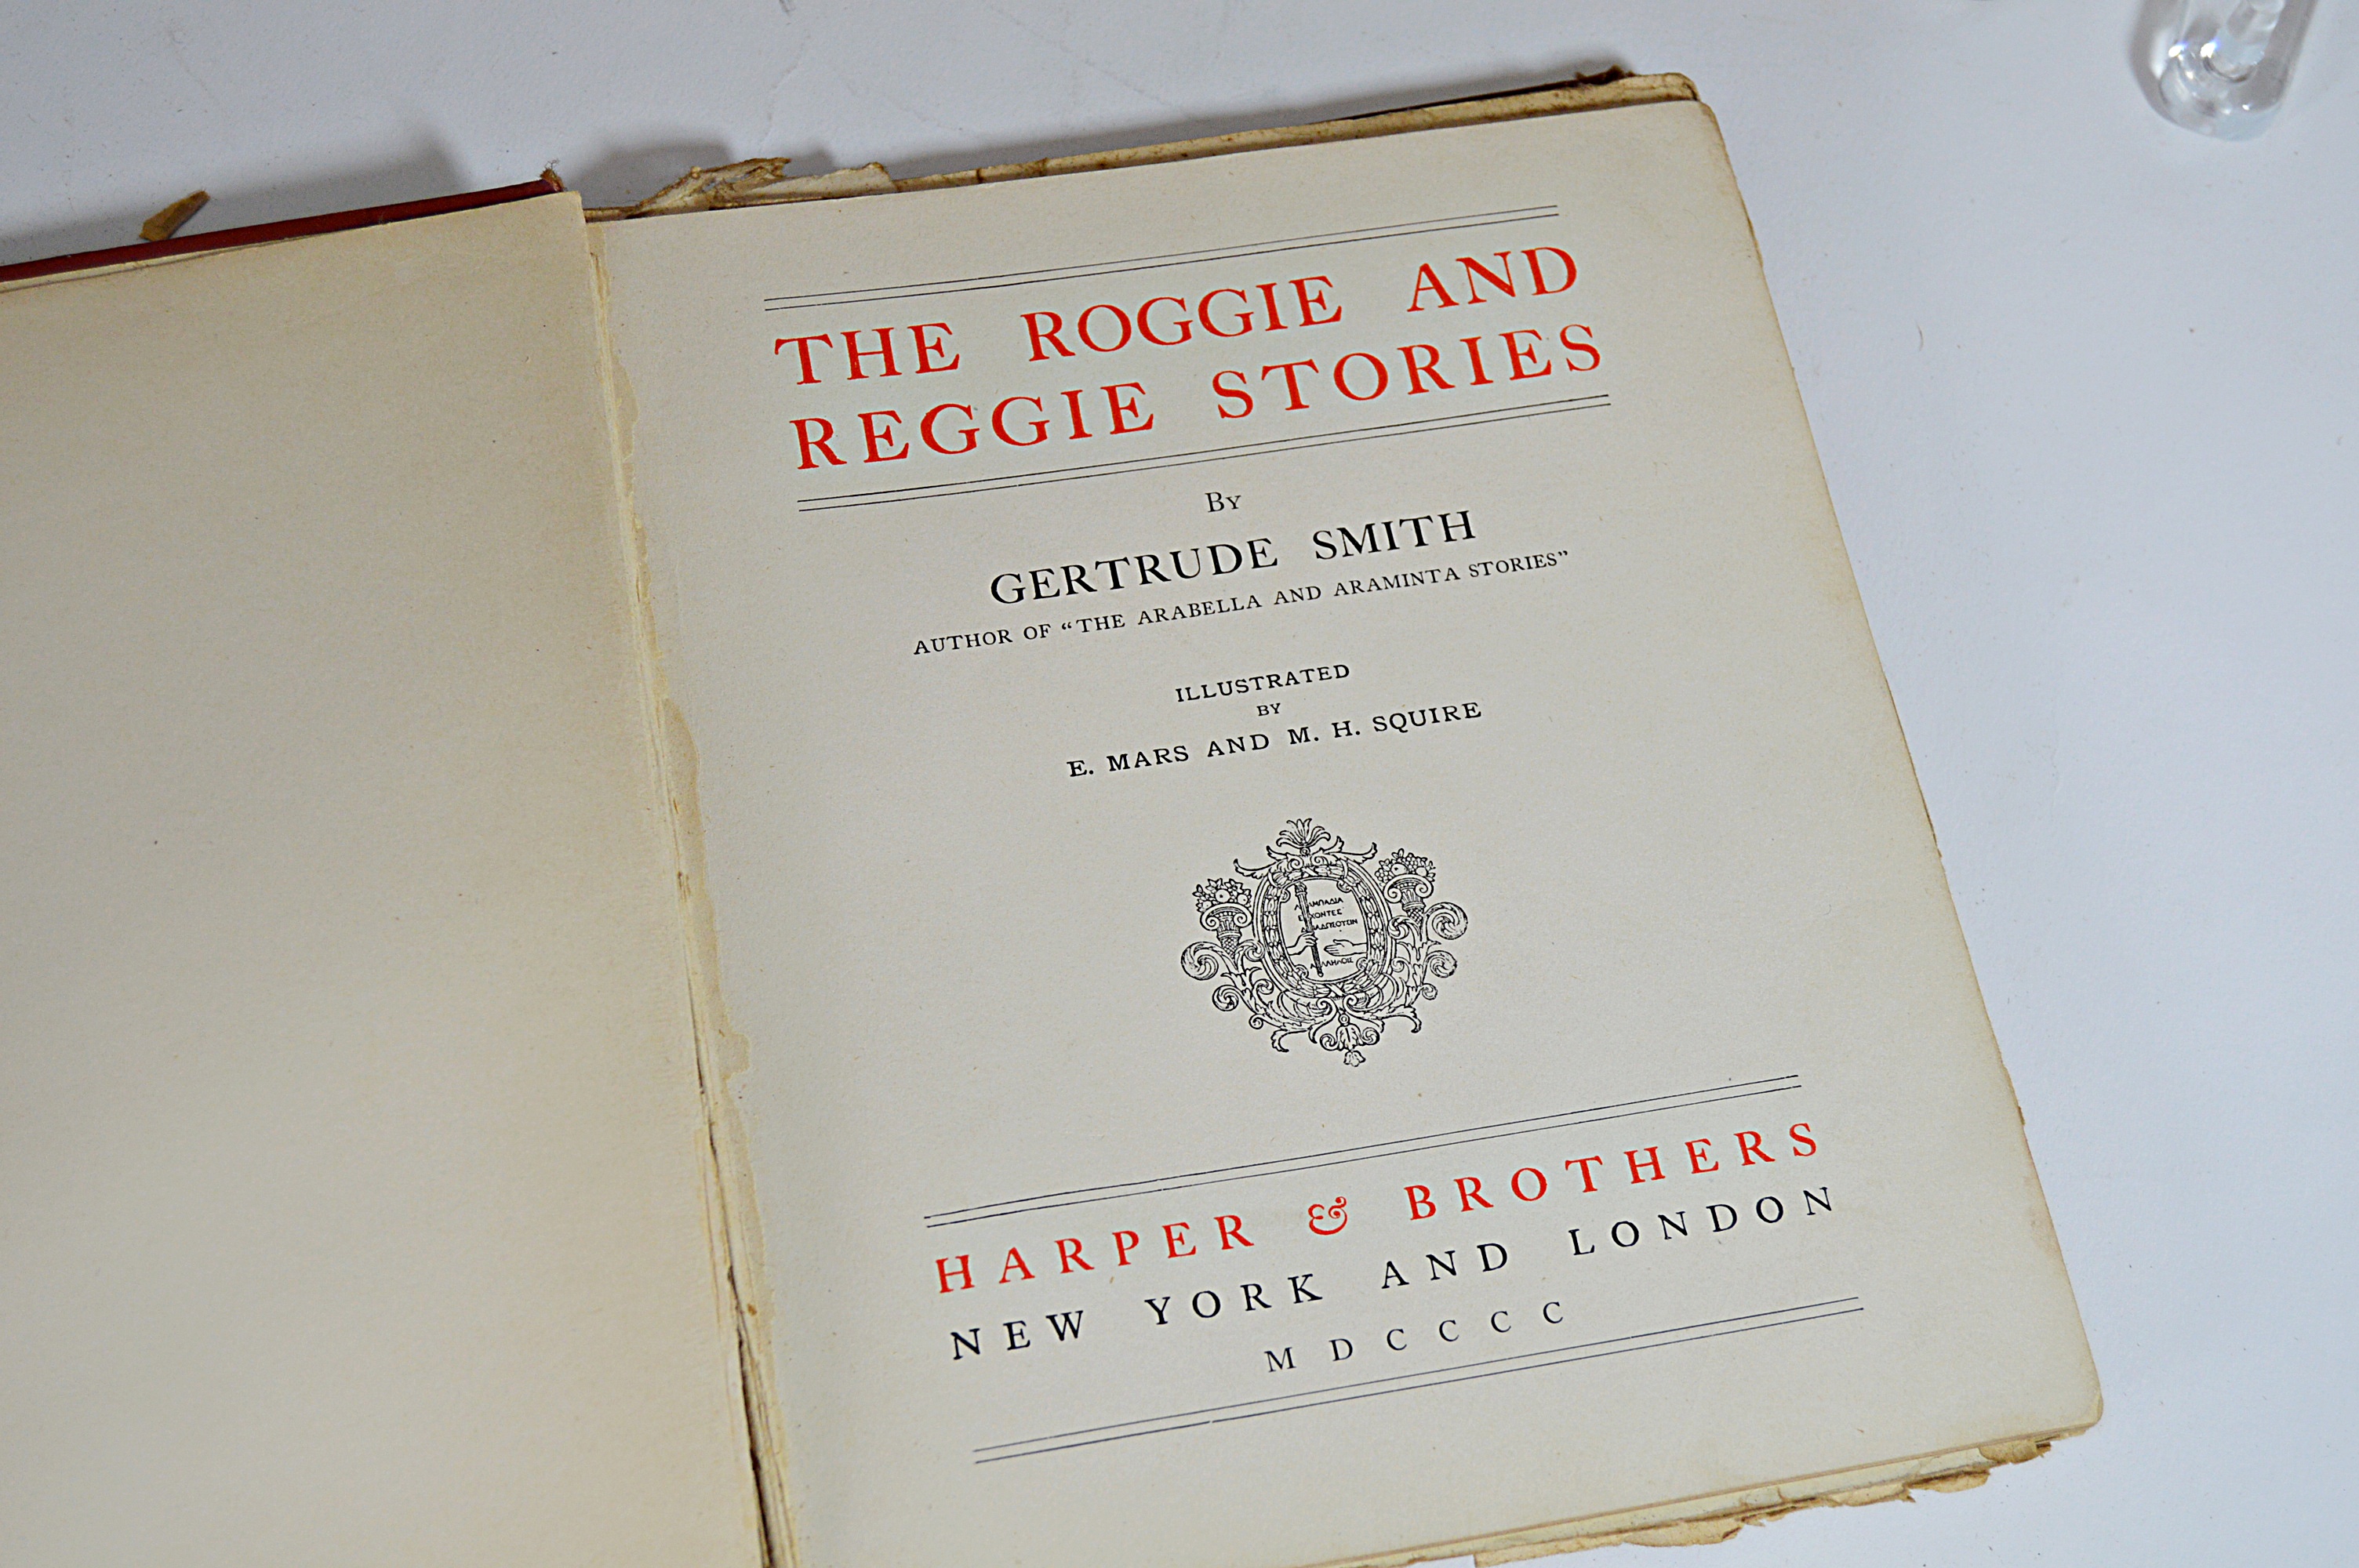 THE ROGGIE AND
REGGIE STORIES
BY
GERTRUDE SMITH
AUTHOR OF “THE ARABELLA AND ARAMINTA STORIES”
ILLUSTRATED
BY
E. MARS AND M. H. SQUIRE
HARPER & BROTHERS
NEW YORK AND LONDON
MDCCCC